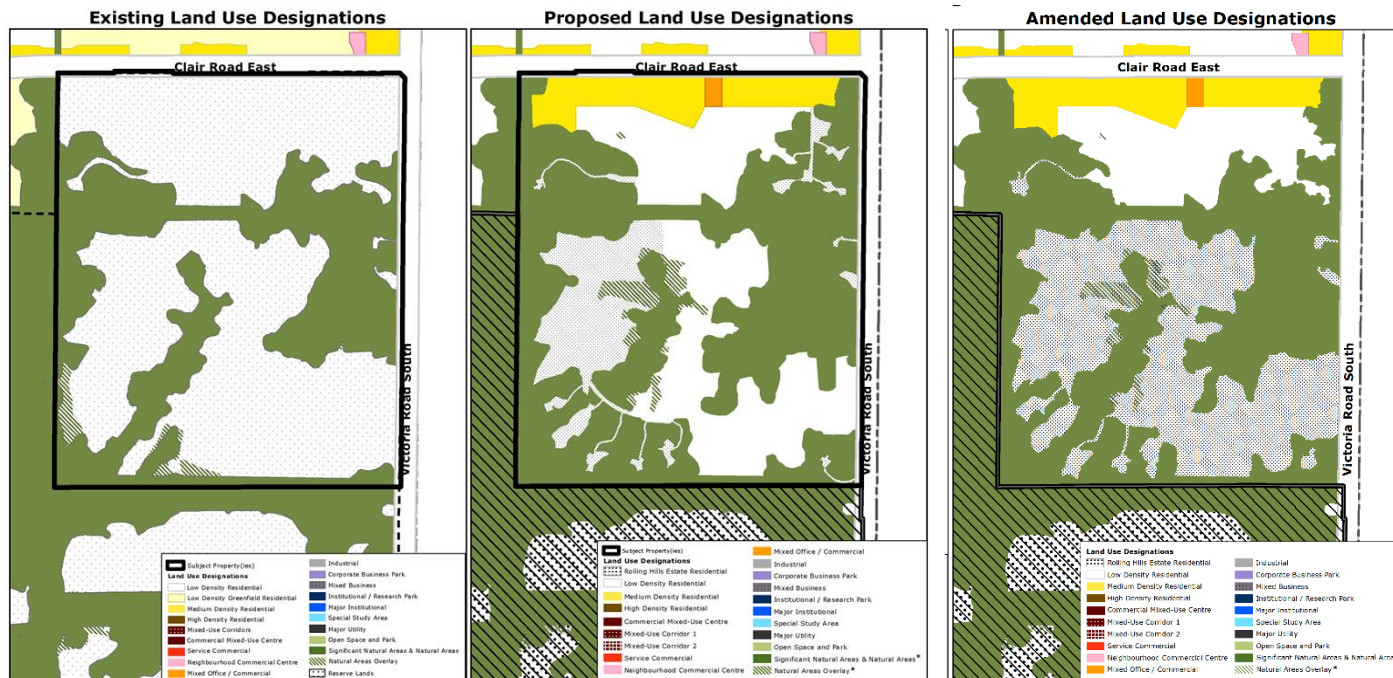 Existing Land Use Designations
Clair Road East
Victoria Road South
Subject Property(ies)
Land Use Designations
Low Density Residential
Low Density Greenfield Residential
Medium Density Residential
High Density Residential
Mixed-Use Corridors
Commercial Mixed-Use Centre
Service Commercial
Neighbourhood Commercial Centre
Mixed Office / Commercial
Industrial
Corporate Business Park
Mixed Business
Institutional / Research Park
Major Institutional
Special Study Area
Major Utility
Open Space and Park
Significant Natural Areas & Natural Areas
Natural Areas Overlay
Reserve Lands
Proposed Land Use Designations
Clair Road East
Victoria Road South
Subject Property(ies)
Land Use Designations
Rolling Hills Estate Residential
Low Density Residential
Medium Density Residential
High Density Residential
Commercial Mixed-Use Centre
Mixed-Use Corridor 1
Mixed-Use Corridor 2
Service Commercial
Neighbourhood Commercial Centre
Mixed Office / Commercial
Industrial
Corporate Business Park
Mixed Business
Institutional / Research Park
Major Institutional
Special Study Area
Major Utility
Open Space and Park
Significant Natural Areas & Natural Areas*
Natural Areas Overlay*
Amended Land Use Designations
Clair Road East
Victoria Road South
Land Use Designations
Rolling Hills Estate Residential
Low Density Residential
Medium Density Residential
High Density Residential
Commercial Mixed-Use Centre
Mixed-Use Corridor 1
Mixed-Use Corridor 2
Service Commercial
Neighbourhood Commercial Centre
Mixed Office / Commercial
Industrial
Corporate Business Park
Mixed Business
Institutional / Research Park
Major Institutional
Special Study Area
Major Utility
Open Space and Park
Significant Natural Areas & Natural Area
Natural Areas Overlay*